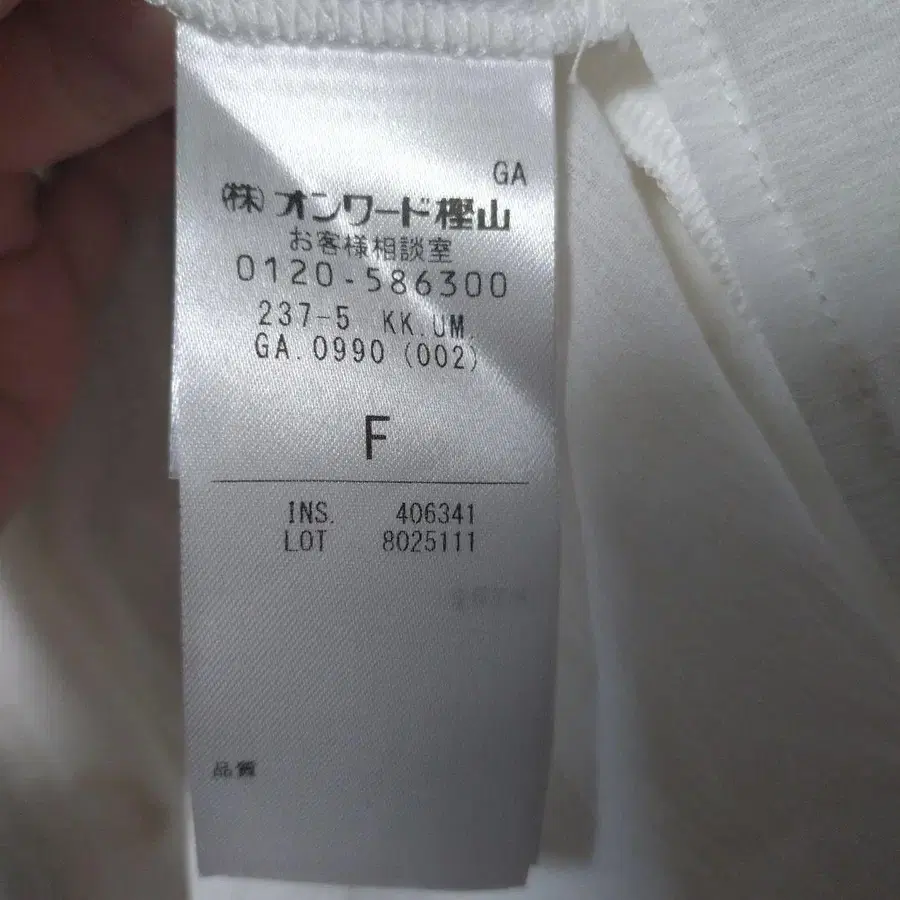 GA
㈱オンワード樫山
お客様相談室
0120-586300
237-5 KK.UM.
GA.0990 (002)
F
INS. 406341
LOT 8025111
品質